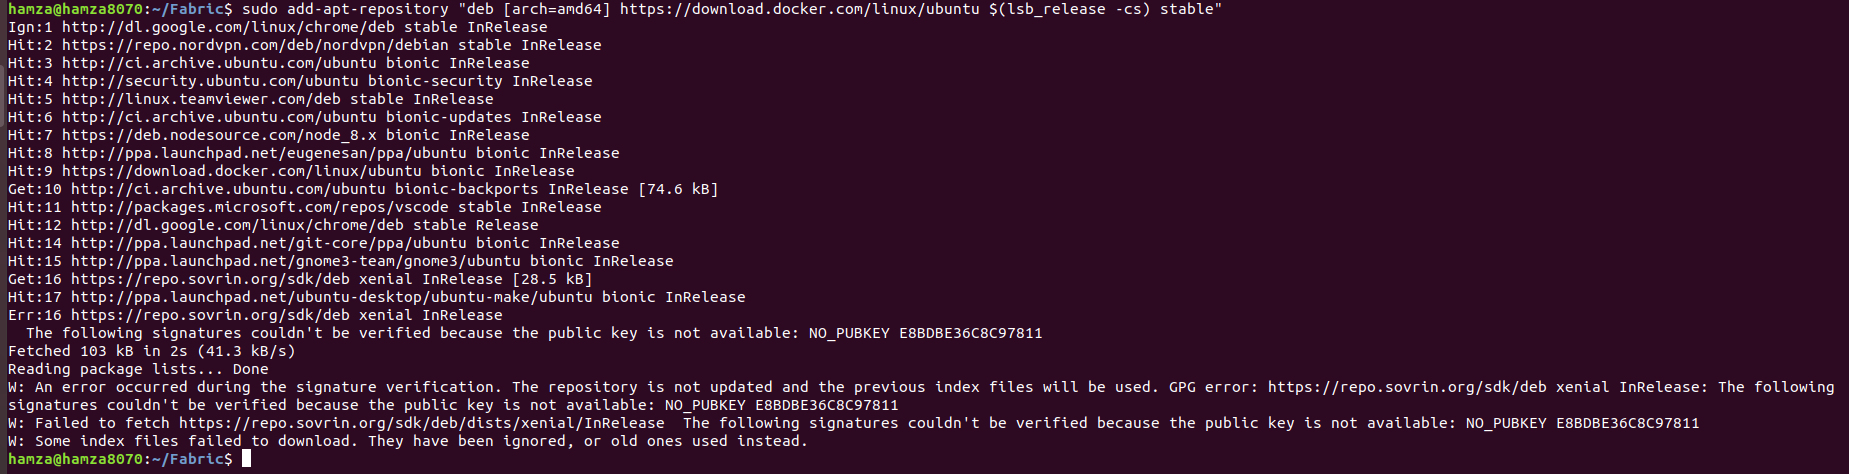 hamza@hamza8070:~/Fabric$ sudo add-apt-repository "deb [arch=amd64] https://download.docker.com/linux/ubuntu $(lsb_release -cs) stable"
Ign:1 http://dl.google.com/linux/chrome/deb stable InRelease
Hit:2 https://repo.nordvpn.com/deb/nordvpn/debian stable InRelease
Hit:3 http://ci.archive.ubuntu.com/ubuntu bionic InRelease
Hit:4 http://security.ubuntu.com/ubuntu bionic-security InRelease
Hit:5 http://linux.teamviewer.com/deb stable InRelease
Hit:6 http://ci.archive.ubuntu.com/ubuntu bionic-updates InRelease
Hit:7 https://deb.nodesource.com/node_8.x bionic InRelease
Hit:8 http://ppa.launchpad.net/eugenesan/ppa/ubuntu bionic InRelease
Hit:9 https://download.docker.com/linux/ubuntu bionic InRelease
Get:10 http://ci.archive.ubuntu.com/ubuntu bionic-backports InRelease [74.6 kB]
Hit:11 http://packages.microsoft.com/repos/vscode stable InRelease
Hit:12 http://dl.google.com/linux/chrome/deb stable Release
Hit:14 http://ppa.launchpad.net/git-core/ppa/ubuntu bionic InRelease
Hit:15 http://ppa.launchpad.net/gnome3-team/gnome3/ubuntu bionic InRelease
Get:16 https://repo.sovrin.org/sdk/deb xenial InRelease [28.5 kB]
Hit:17 http://ppa.launchpad.net/ubuntu-desktop/ubuntu-make/ubuntu bionic InRelease
Err:16 https://repo.sovrin.org/sdk/deb xenial InRelease
  The following signatures couldn't be verified because the public key is not available: NO_PUBKEY E8BDBE36C8C97811
Fetched 103 kB in 2s (41.3 kB/s)
Reading package lists... Done
W: An error occurred during the signature verification. The repository is not updated and the previous index files will be used. GPG error: https://repo.sovrin.org/sdk/deb xenial InRelease: The following
signatures couldn't be verified because the public key is not available: NO_PUBKEY E8BDBE36C8C97811
W: Failed to fetch https://repo.sovrin.org/sdk/deb/dists/xenial/InRelease  The following signatures couldn't be verified because the public key is not available: NO_PUBKEY E8BDBE36C8C97811
W: Some index files failed to download. They have been ignored, or old ones used instead.
hamza@hamza8070:~/Fabric$